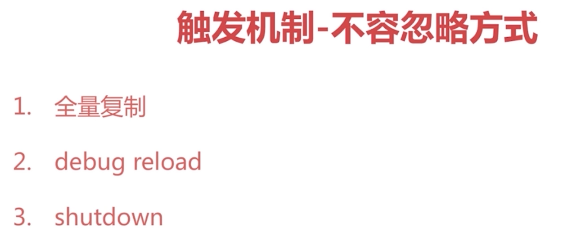 触发机制-不容忽略方式
1. 全量复制
2. debug reload
3. shutdown